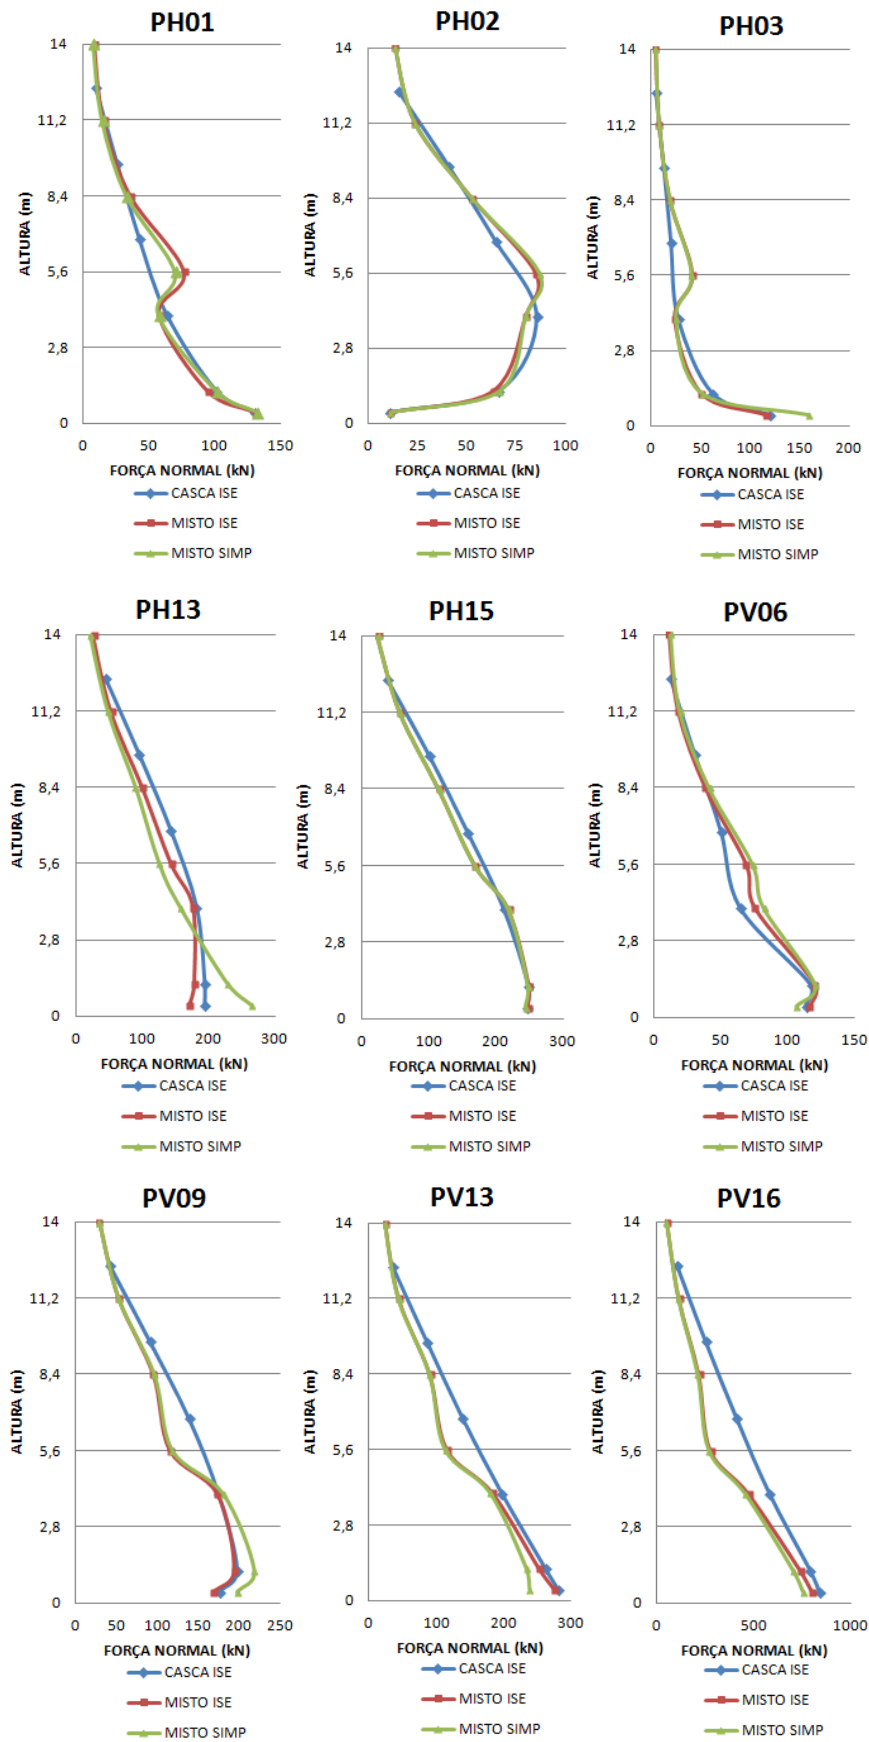 PH01
14
11,2
8,4
5,6
2,8
0
ALTURA (m)
0 50 100 150
FORÇA NORMAL (kN)
CASCA ISE
MISTO ISE
MISTO SIMP
PH02
14
11,2
8,4
5,6
2,8
0
ALTURA (m)
0 25 50 75 100
FORÇA NORMAL (kN)
CASCA ISE
MISTO ISE
MISTO SIMP
PH03
14
11,2
8,4
5,6
2,8
0
ALTURA (m)
0 50 100 150 200
FORÇA NORMAL (kN)
CASCA ISE
MISTO ISE
MISTO SIMP
PH13
14
11,2
8,4
5,6
2,8
0
ALTURA (m)
0 100 200 300
FORÇA NORMAL (kN)
CASCA ISE
MISTO ISE
MISTO SIMP
PH15
14
11,2
8,4
5,6
2,8
0
ALTURA (m)
0 100 200 300
FORÇA NORMAL (kN)
CASCA ISE
MISTO ISE
MISTO SIMP
PV06
14
11,2
8,4
5,6
2,8
0
ALTURA (m)
0 50 100 150
FORÇA NORMAL (kN)
CASCA ISE
MISTO ISE
MISTO SIMP
PV09
14
11,2
8,4
5,6
2,8
0
ALTURA (m)
0 50 100 150 200 250
FORÇA NORMAL (kN)
CASCA ISE
MISTO ISE
MISTO SIMP
PV13
14
11,2
8,4
5,6
2,8
0
ALTURA (m)
0 100 200 300
FORÇA NORMAL (kN)
CASCA ISE
MISTO ISE
MISTO SIMP
PV16
14
11,2
8,4
5,6
2,8
0
ALTURA (m)
0 500 1000
FORÇA NORMAL (kN)
CASCA ISE
MISTO ISE
MISTO SIMP